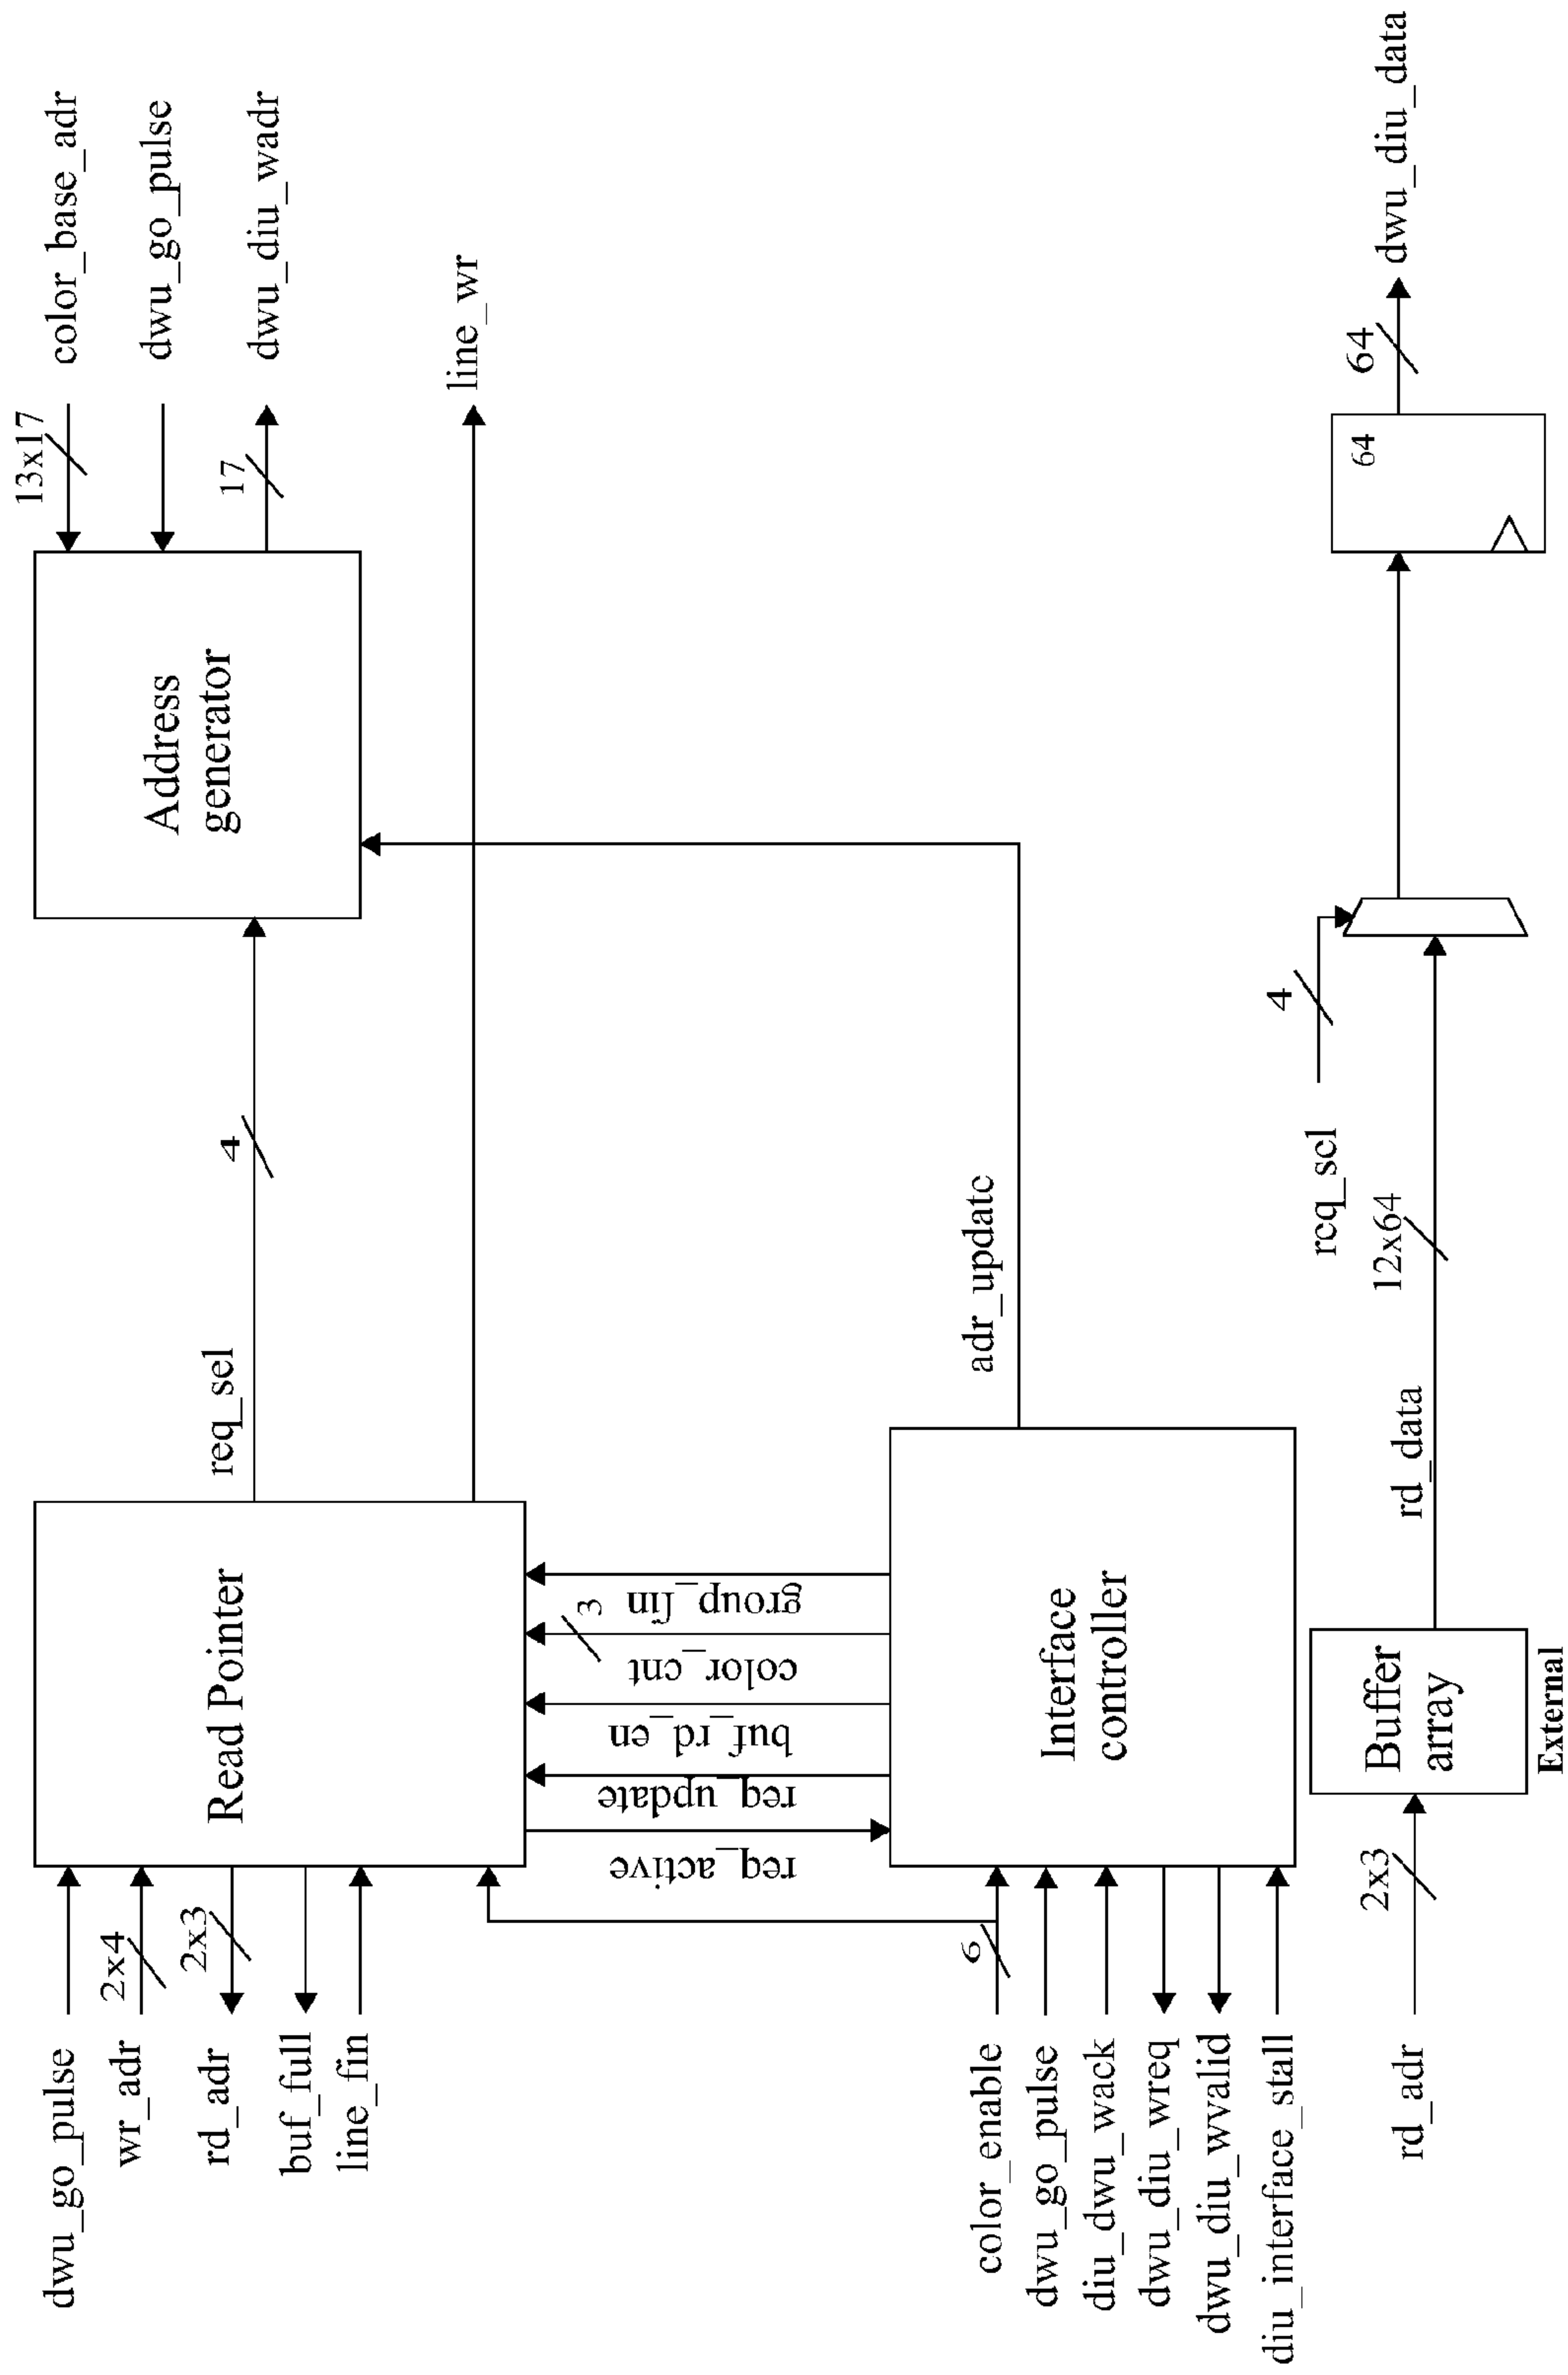 dwu_go_pulse
wr_adr
2x4
rd_adr
2x3
buf_full
line_fin
Read Pointer
req_sel
4
Address
generator
13x17
color_base_adr
dwu_go_pulse
17
dwu_diu_wadr
line_wr
req_active
req_update
buf_rd_en
color_cnt
3
group_fin
color_enable
6
dwu_go_pulse
diu_dwu_wack
dwu_diu_wreq
dwu_diu_wvalid
diu_interface_stall
Interface
controller
adr_update
rd_adr
2x3
Buffer
array
External
rd_data
12x64
req_sel
4
64
64
dwu_diu_data